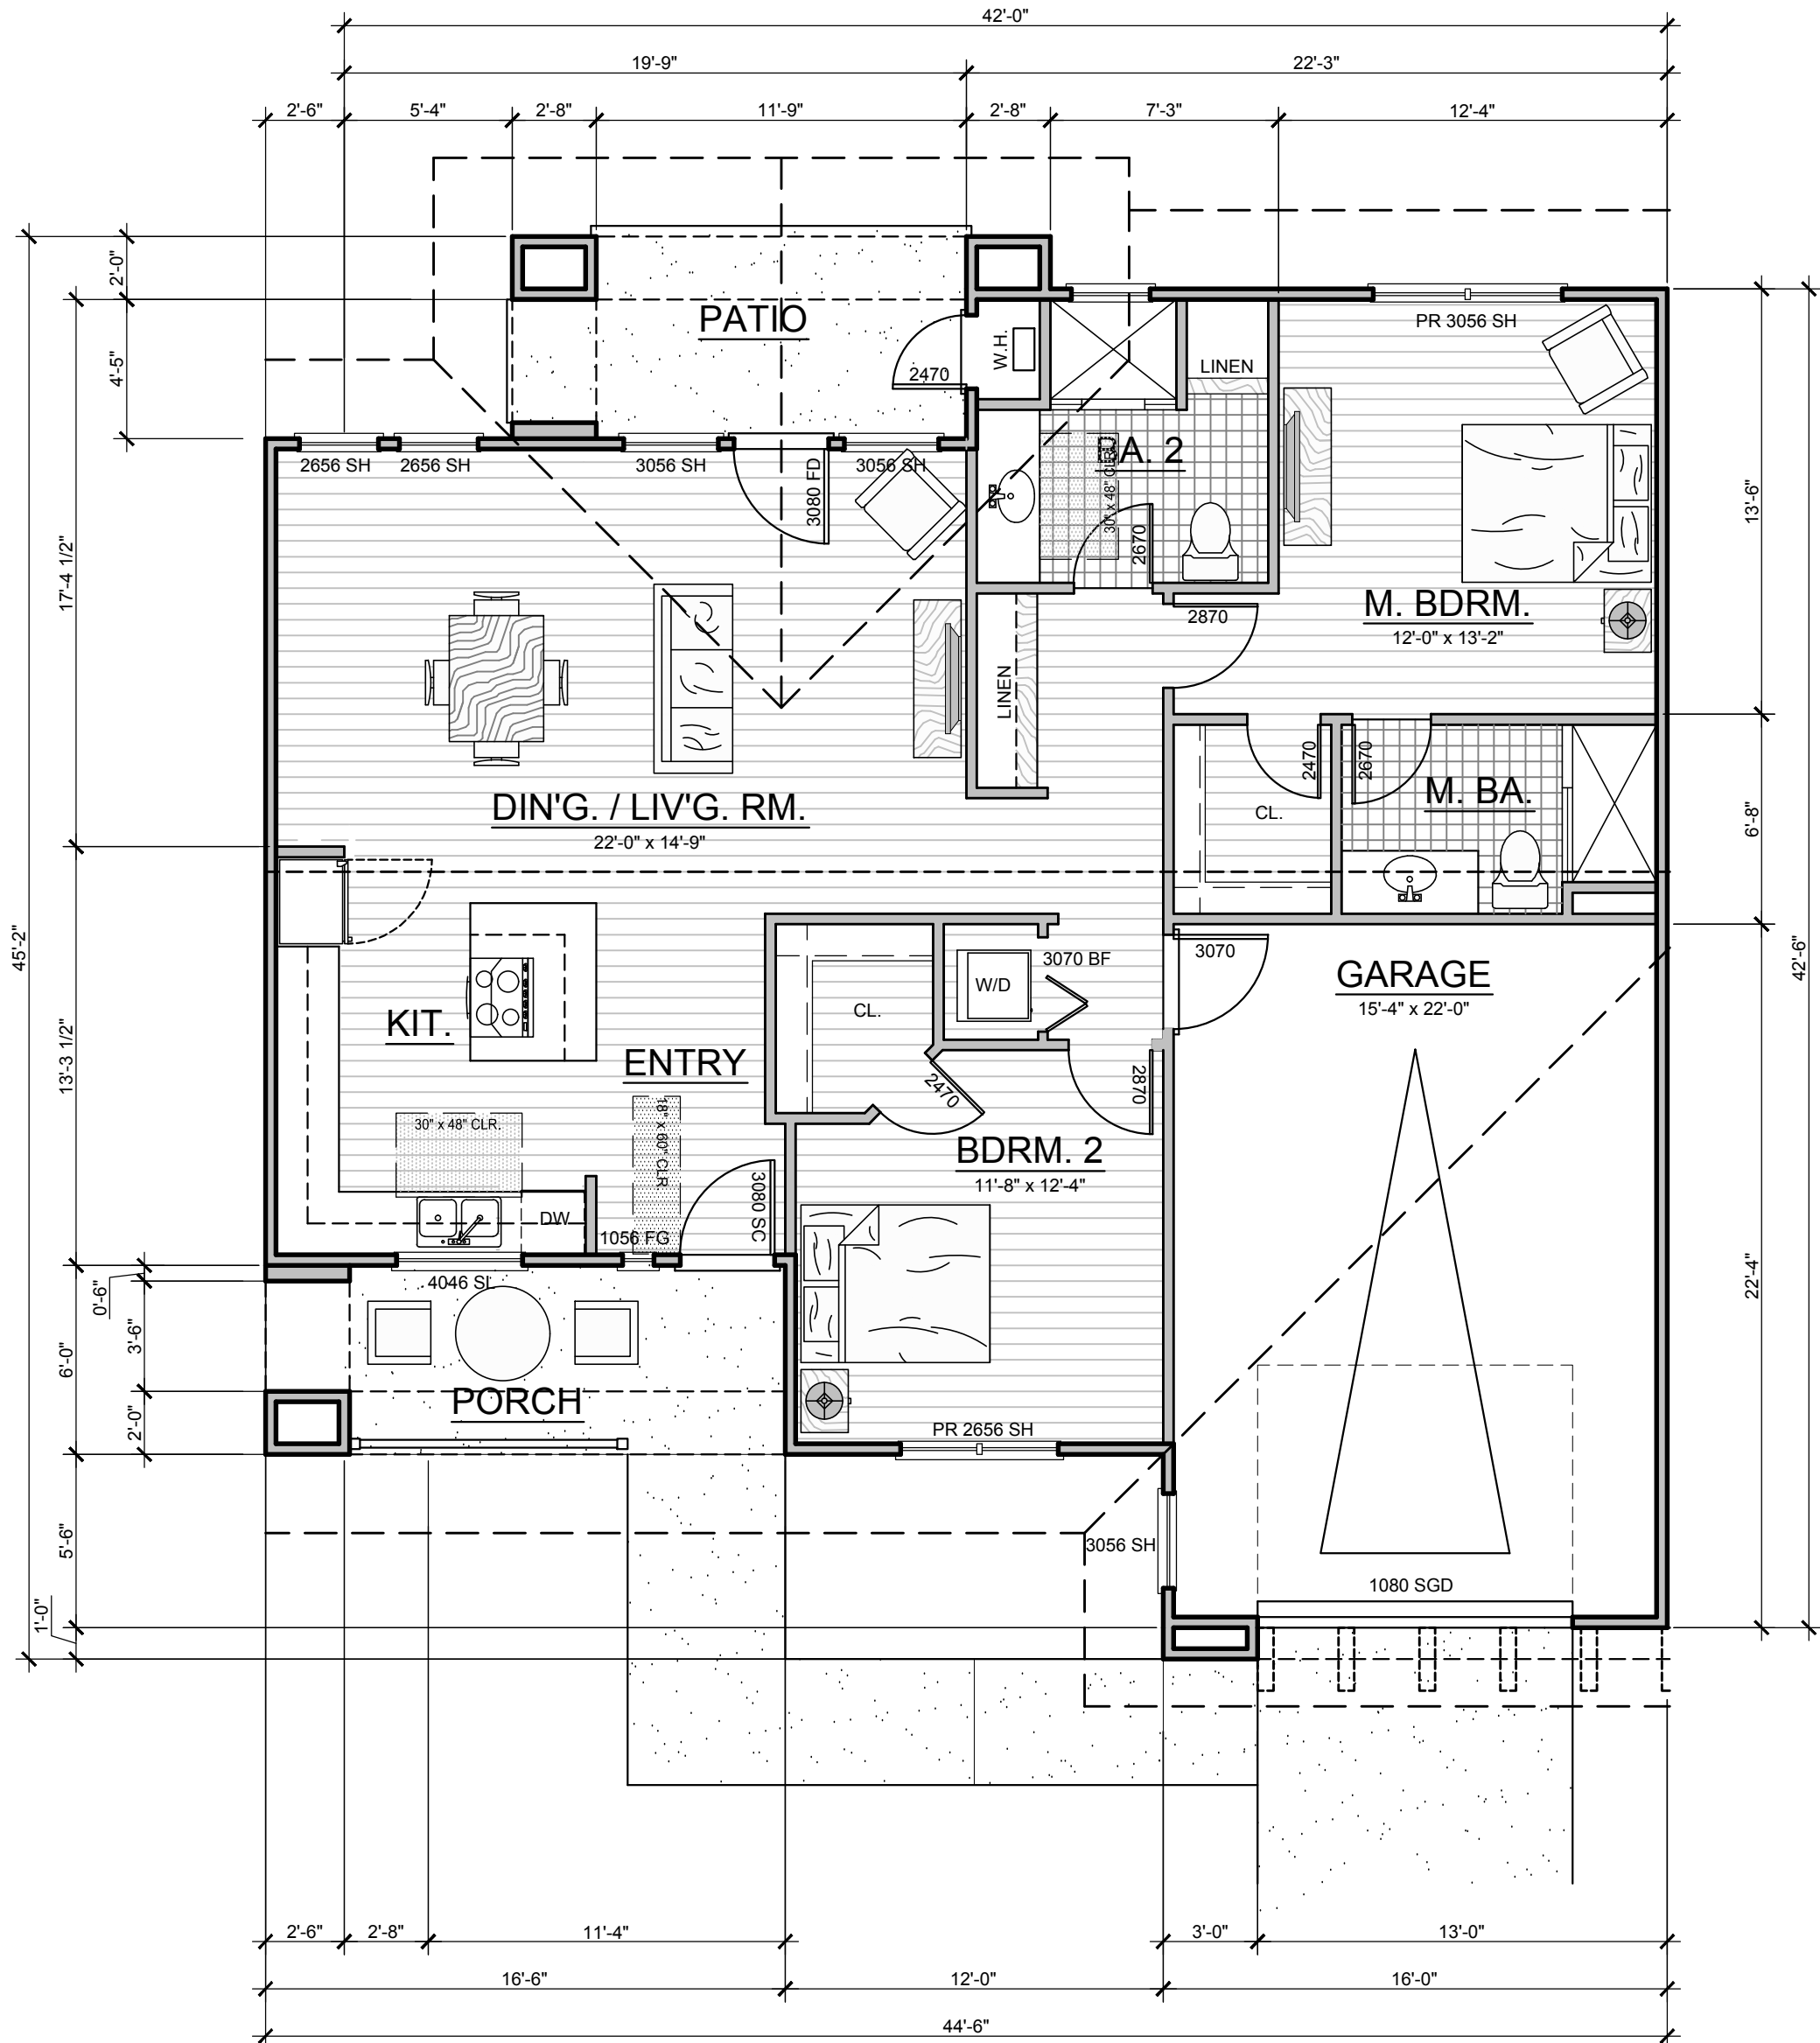 42'-0"
19'-9"
22'-3"
2'-6"
5'-4"
2'-8"
11'-9"
2'-8"
7'-3"
12'-4"
2'-0"
4'-5"
17'-4 1/2"
13'-3 1/2"
45'-2"
0'-6"
3'-6"
6'-0"
2'-0"
5'-6"
1'-0"
PATIO
2470
W.H.
LINEN
PR 3056 SH
2656 SH
2656 SH
3056 SH
3056 SH
3080 FD
30" x 48" CLR.
2670
M. BDRM.
12'-0" x 13'-2"
2870
LINEN
DIN'G. / LIV'G. RM.
22'-0" x 14'-9"
2470
2670
M. BA.
CL.
3070 BF
W/D
CL.
3070
GARAGE
15'-4" x 22'-0"
KIT.
ENTRY
2470
2870
30" x 48" CLR.
18" x 60" CLR
BDRM. 2
11'-8" x 12'-4"
DW
1056 FG
3080 SC
4046 SL
PORCH
PR 2656 SH
3056 SH
1080 SGD
13'-6"
6'-8"
22'-4"
42'-6"
2'-6"
2'-8"
11'-4"
3'-0"
13'-0"
16'-6"
12'-0"
16'-0"
44'-6"